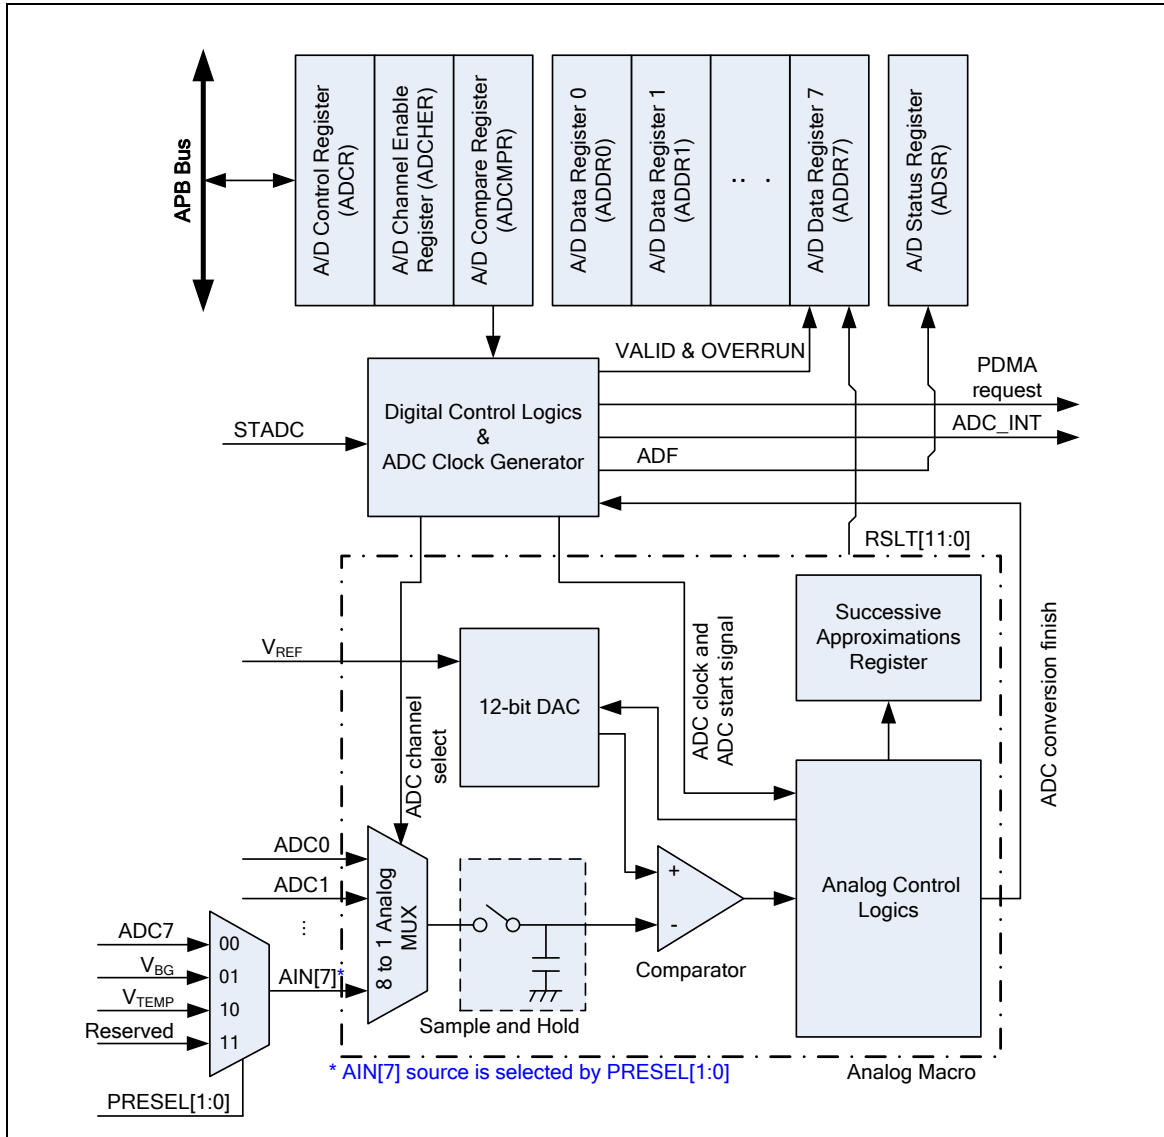 APB Bus
A/D Control Register
(ADCR)
A/D Channel Enable
Register (ADCHER)
A/D Compare Register
(ADCMPR)
A/D Data Register 0
(ADDR0)
A/D Data Register 1
(ADDR1)
.. .
A/D Data Register 7
(ADDR7)
A/D Status Register
(ADSR)
VALID & OVERRUN
PDMA
request
Digital Control Logics
&
ADC Clock Generator
STADC
ADC_INT
ADF
RSLT[11:0]
Successive
Approximations
Register
VREF
12-bit DAC
ADC channel
select
ADC clock and
ADC start signal
ADC conversion finish
ADC0
ADC1
...
8 to 1 Analog
MUX
+
-
Comparator
Analog Control
Logics
ADC7
00
VBG
01
AIN[7]*
VTEMP
10
Reserved
11
Sample and Hold
* AIN[7] source is selected by PRESEL[1:0]
Analog Macro
PRESEL[1:0]